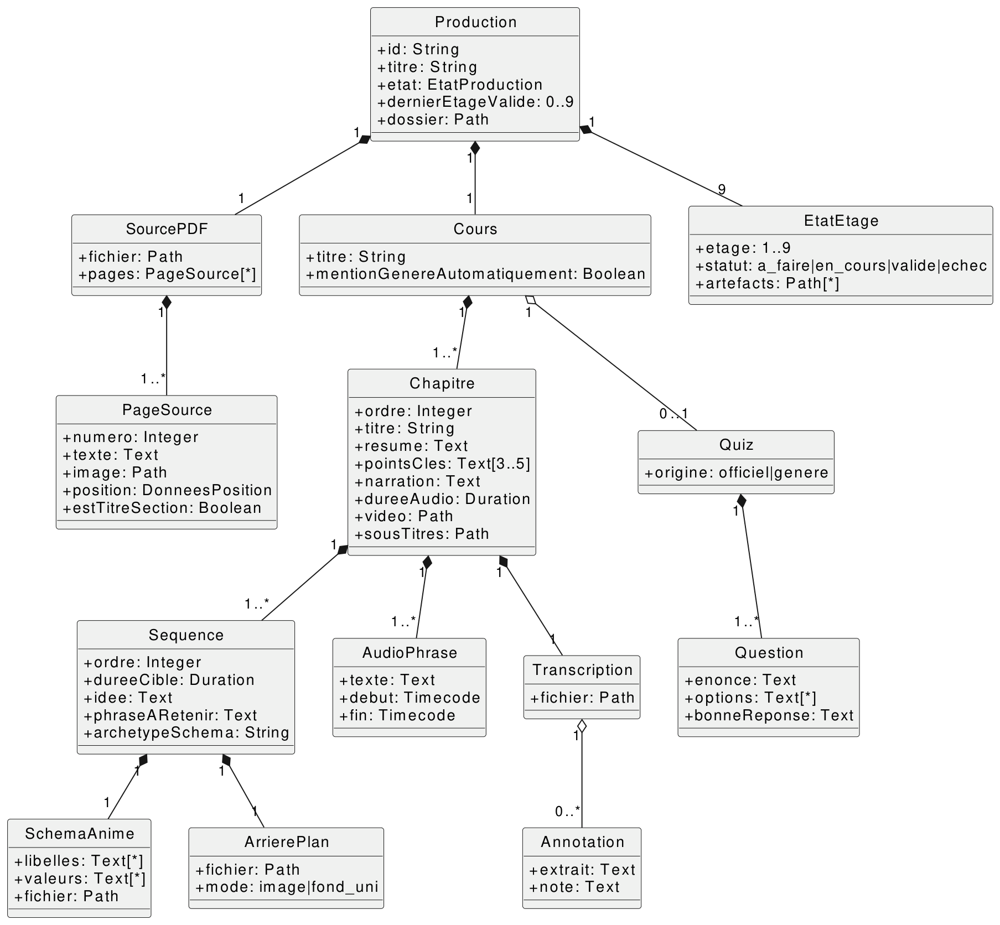 Production
+id: String
+titre: String
+etat: EtatProduction
+dernierEtageValide: 0..9
+dossier: Path
1
1
1
1
1
9
SourcePDF
+fichier: Path
+pages: PageSource[*]
Cours
+titre: String
+mentionGenereAutomatiquement: Boolean
EtatEtage
+etage: 1..9
+statut: a_faire|en_cours|valide|echec
+artefacts: Path[*]
1
1
1
1..*
1..*
0..1
PageSource
+numero: Integer
+texte: Text
+image: Path
+position: DonneesPosition
+estTitreSection: Boolean
Chapitre
+ordre: Integer
+titre: String
+resume: Text
+pointsCles: Text[3..5]
+narration: Text
+dureeAudio: Duration
+video: Path
+sousTitres: Path
Quiz
+origine: officiel|genere
1
1
1
1
1..*
1..*
1
1..*
Sequence
+ordre: Integer
+dureeCible: Duration
+idee: Text
+phraseARetenir: Text
+archetypeSchema: String
AudioPhrase
+texte: Text
+debut: Timecode
+fin: Timecode
Transcription
+fichier: Path
Question
+enonce: Text
+options: Text[*]
+bonneReponse: Text
1
1
1
1
1
0..*
SchemaAnime
+libelles: Text[*]
+valeurs: Text[*]
+fichier: Path
ArrierePlan
+fichier: Path
+mode: image|fond_uni
Annotation
+extrait: Text
+note: Text